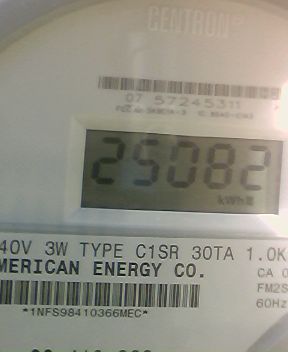 CENTRON
07 57245311
25082
kWh
40V 3W TYPE C1SR 30TA 1.0K
MERICAN ENERGY CO.
CA 0
FM2S
60Hz
*1NFS98410366MEC*